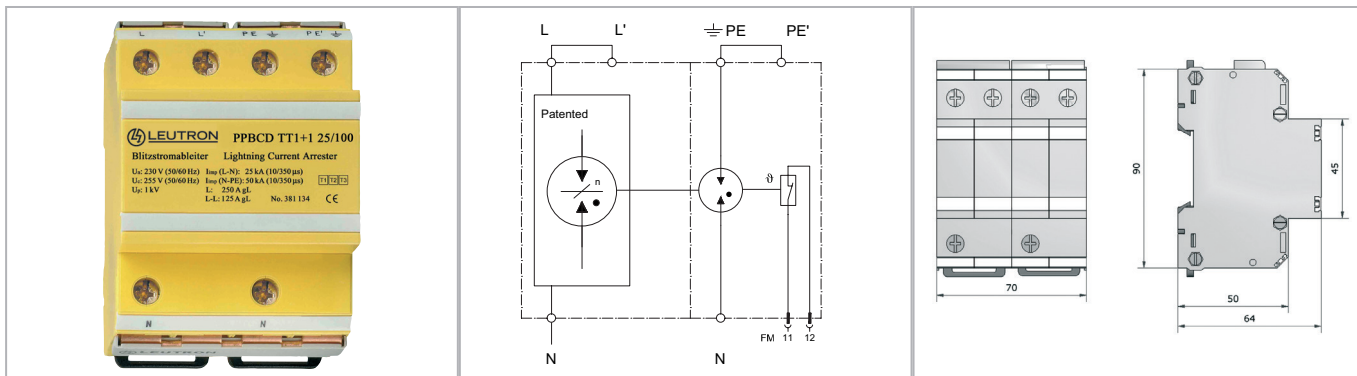 L L' PE PE'
LEUTRON PPBCD TT1+1 25/100
Blitzstromableiter Lightning Current Arrester
Uₙ: 230 V (50/60 Hz) Iᵢₘₚ (L-N): 25 kA (10/350 µs)
U꜀: 255 V (50/60 Hz) Iᵢₘₚ (N-PE): 50 kA (10/350 µs)
Uₚ: 1 kV L: 250 A gL T1 T2 T3
L-L: 125 A gL No. 381 134 CE
N N
LEUTRON
L L' PE PE'
Patented
n
ϑ
FM 11 12
N N
90
45
70
50
64